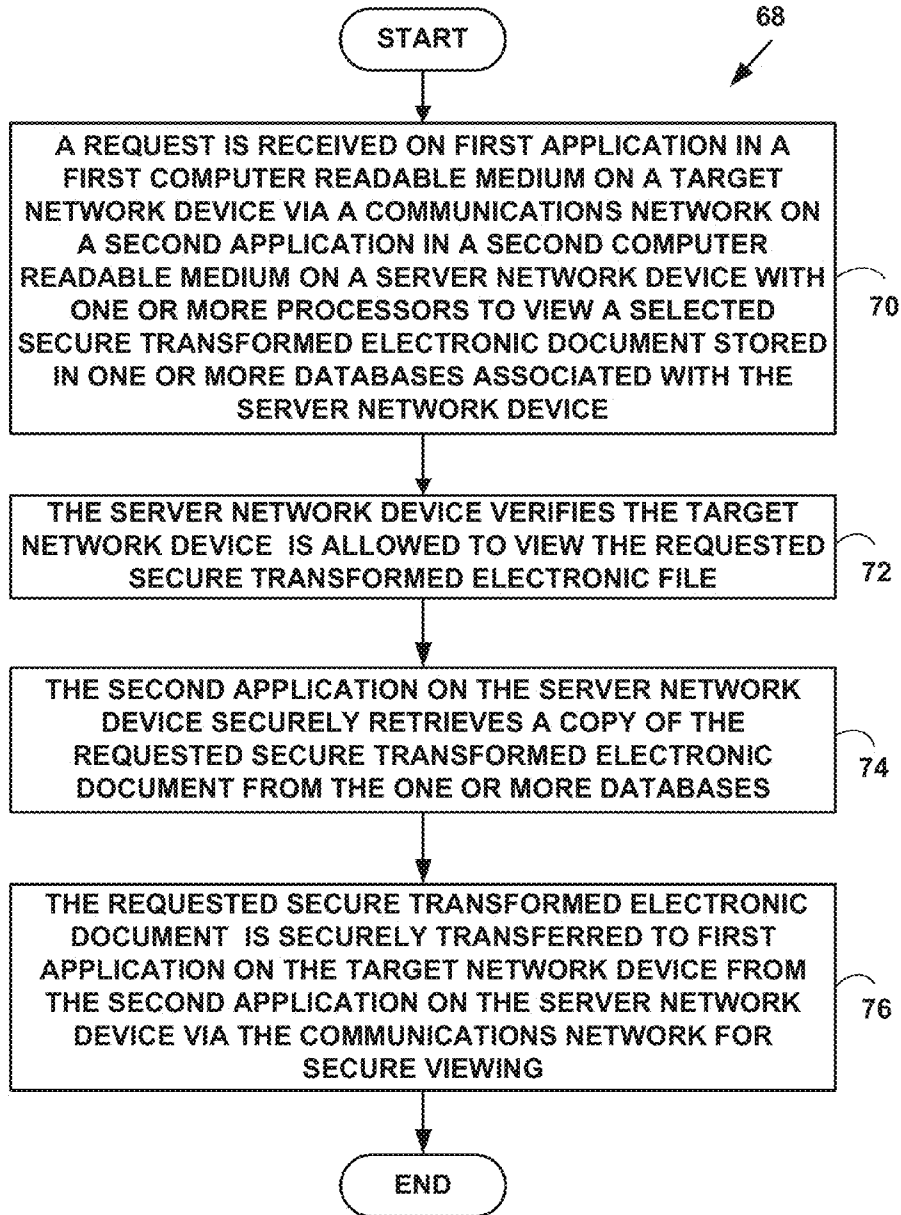 START
68
A REQUEST IS RECEIVED ON FIRST APPLICATION IN A
FIRST COMPUTER READABLE MEDIUM ON A TARGET
NETWORK DEVICE VIA A COMMUNICATIONS NETWORK ON
A SECOND APPLICATION IN A SECOND COMPUTER
READABLE MEDIUM ON A SERVER NETWORK DEVICE WITH
ONE OR MORE PROCESSORS TO VIEW A SELECTED
SECURE TRANSFORMED ELECTRONIC DOCUMENT STORED
IN ONE OR MORE DATABASES ASSOCIATED WITH THE
SERVER NETWORK DEVICE
70
THE SERVER NETWORK DEVICE VERIFIES THE TARGET
NETWORK DEVICE IS ALLOWED TO VIEW THE REQUESTED
SECURE TRANSFORMED ELECTRONIC FILE
72
THE SECOND APPLICATION ON THE SERVER NETWORK
DEVICE SECURELY RETRIEVES A COPY OF THE
REQUESTED SECURE TRANSFORMED ELECTRONIC
DOCUMENT FROM THE ONE OR MORE DATABASES
74
THE REQUESTED SECURE TRANSFORMED ELECTRONIC
DOCUMENT IS SECURELY TRANSFERRED TO FIRST
APPLICATION ON THE TARGET NETWORK DEVICE FROM
THE SECOND APPLICATION ON THE SERVER NETWORK
DEVICE VIA THE COMMUNICATIONS NETWORK FOR
SECURE VIEWING
76
END